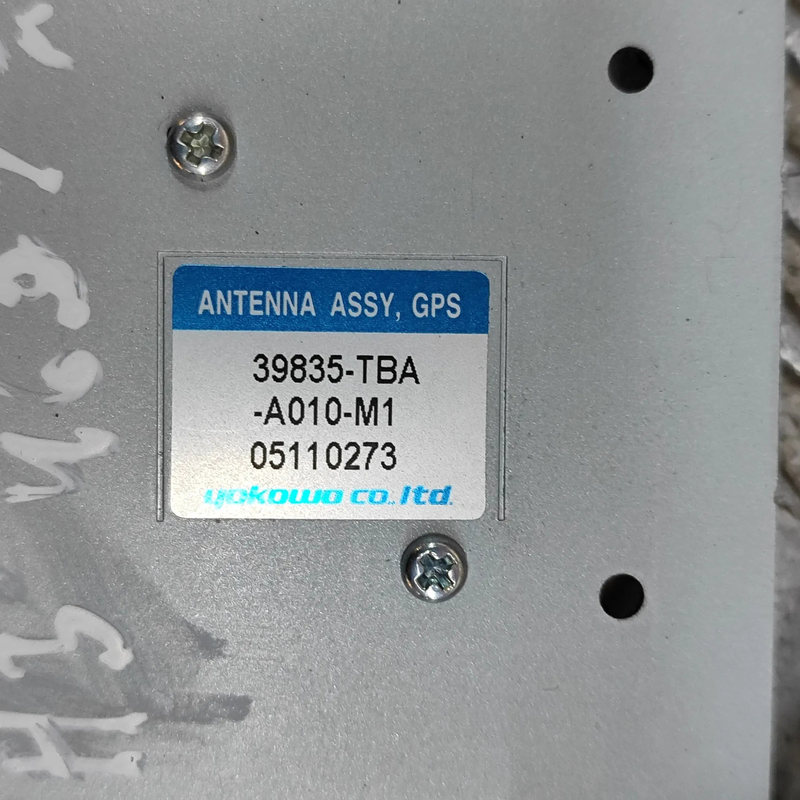 ANTENNA ASSY, GPS
39835-TBA
-A010-M1
05110273
yokowo co.,ltd.